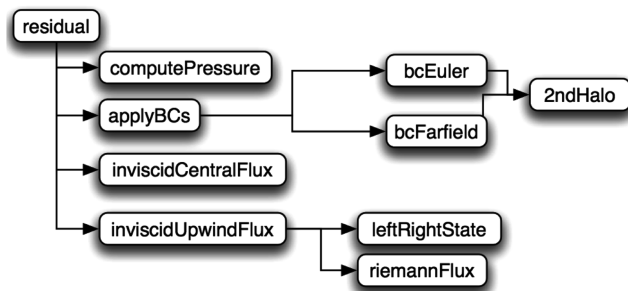 residual
computePressure
bcEuler
2ndHalo
applyBCs
bcFarfield
inviscidCentralFlux
inviscidUpwindFlux
leftRightState
riemannFlux